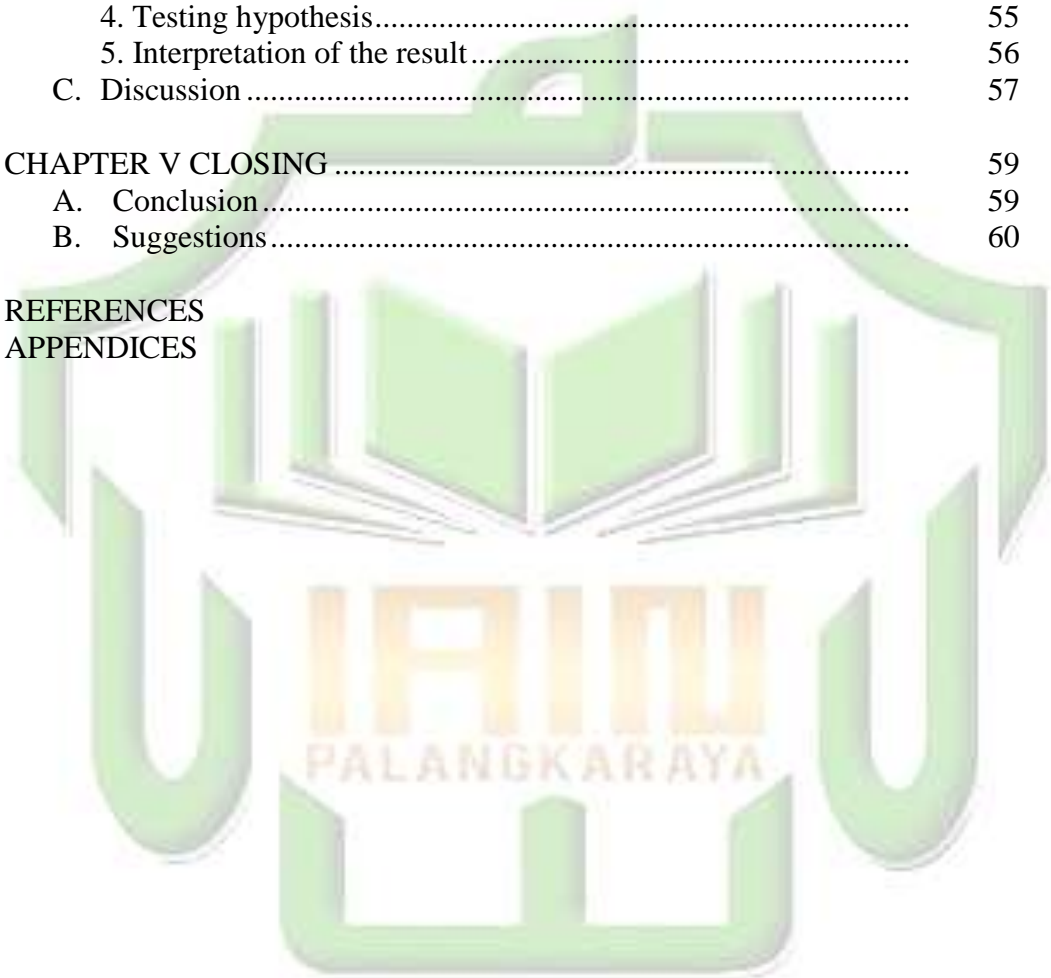 4. Testing hypothesis.......................................................................... 55
5. Interpretation of the result............................................................ 56
C. Discussion ............................................................................................ 57
CHAPTER V CLOSING ................................................................................ 59
A. Conclusion ........................................................................................... 59
B. Suggestions .......................................................................................... 60
REFERENCES
APPENDICES
IAIN
PALANGKARAYA